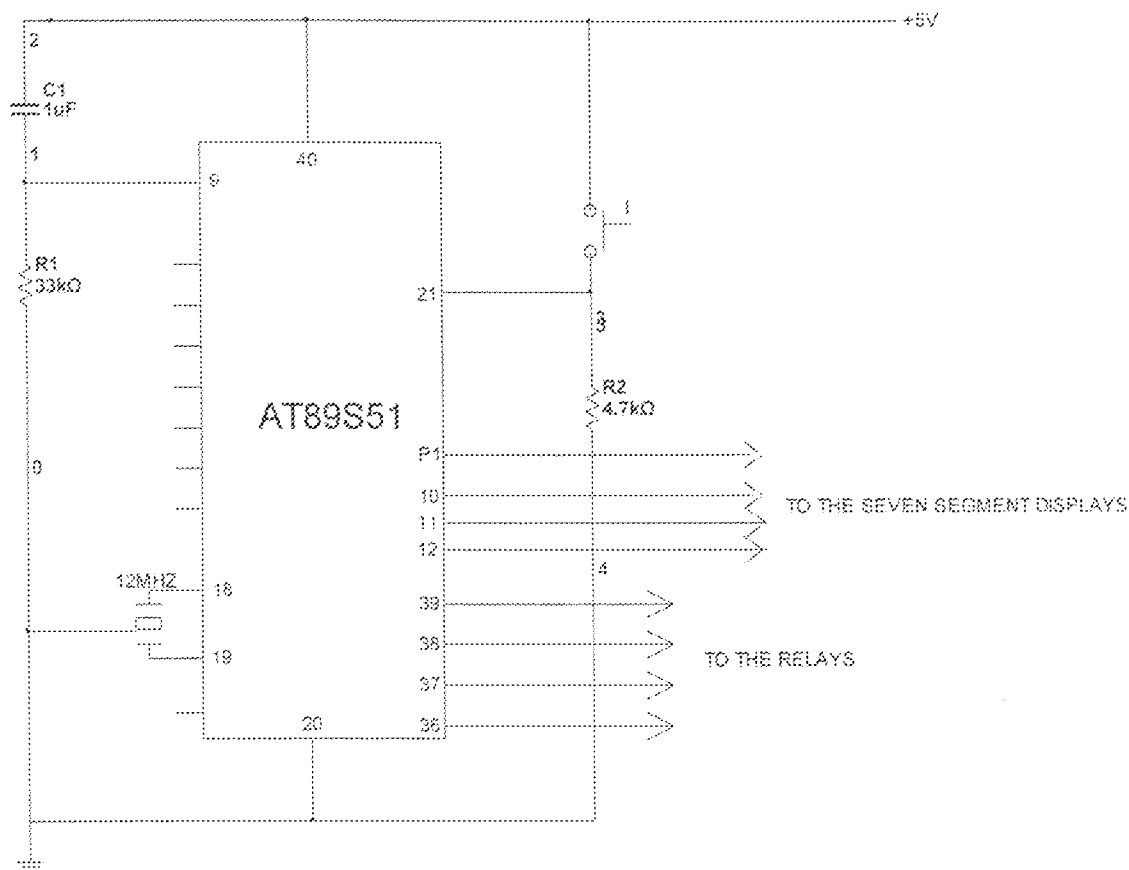 +5V
2
C1
1uF
1
40
9
R1
33kΩ
21
R2
4.7kΩ
AT89S51
P1
0
10
TO THE SEVEN SEGMENT DISPLAYS
11
12
4
12MHZ
18
39
38
TO THE RELAYS
19
37
20
36